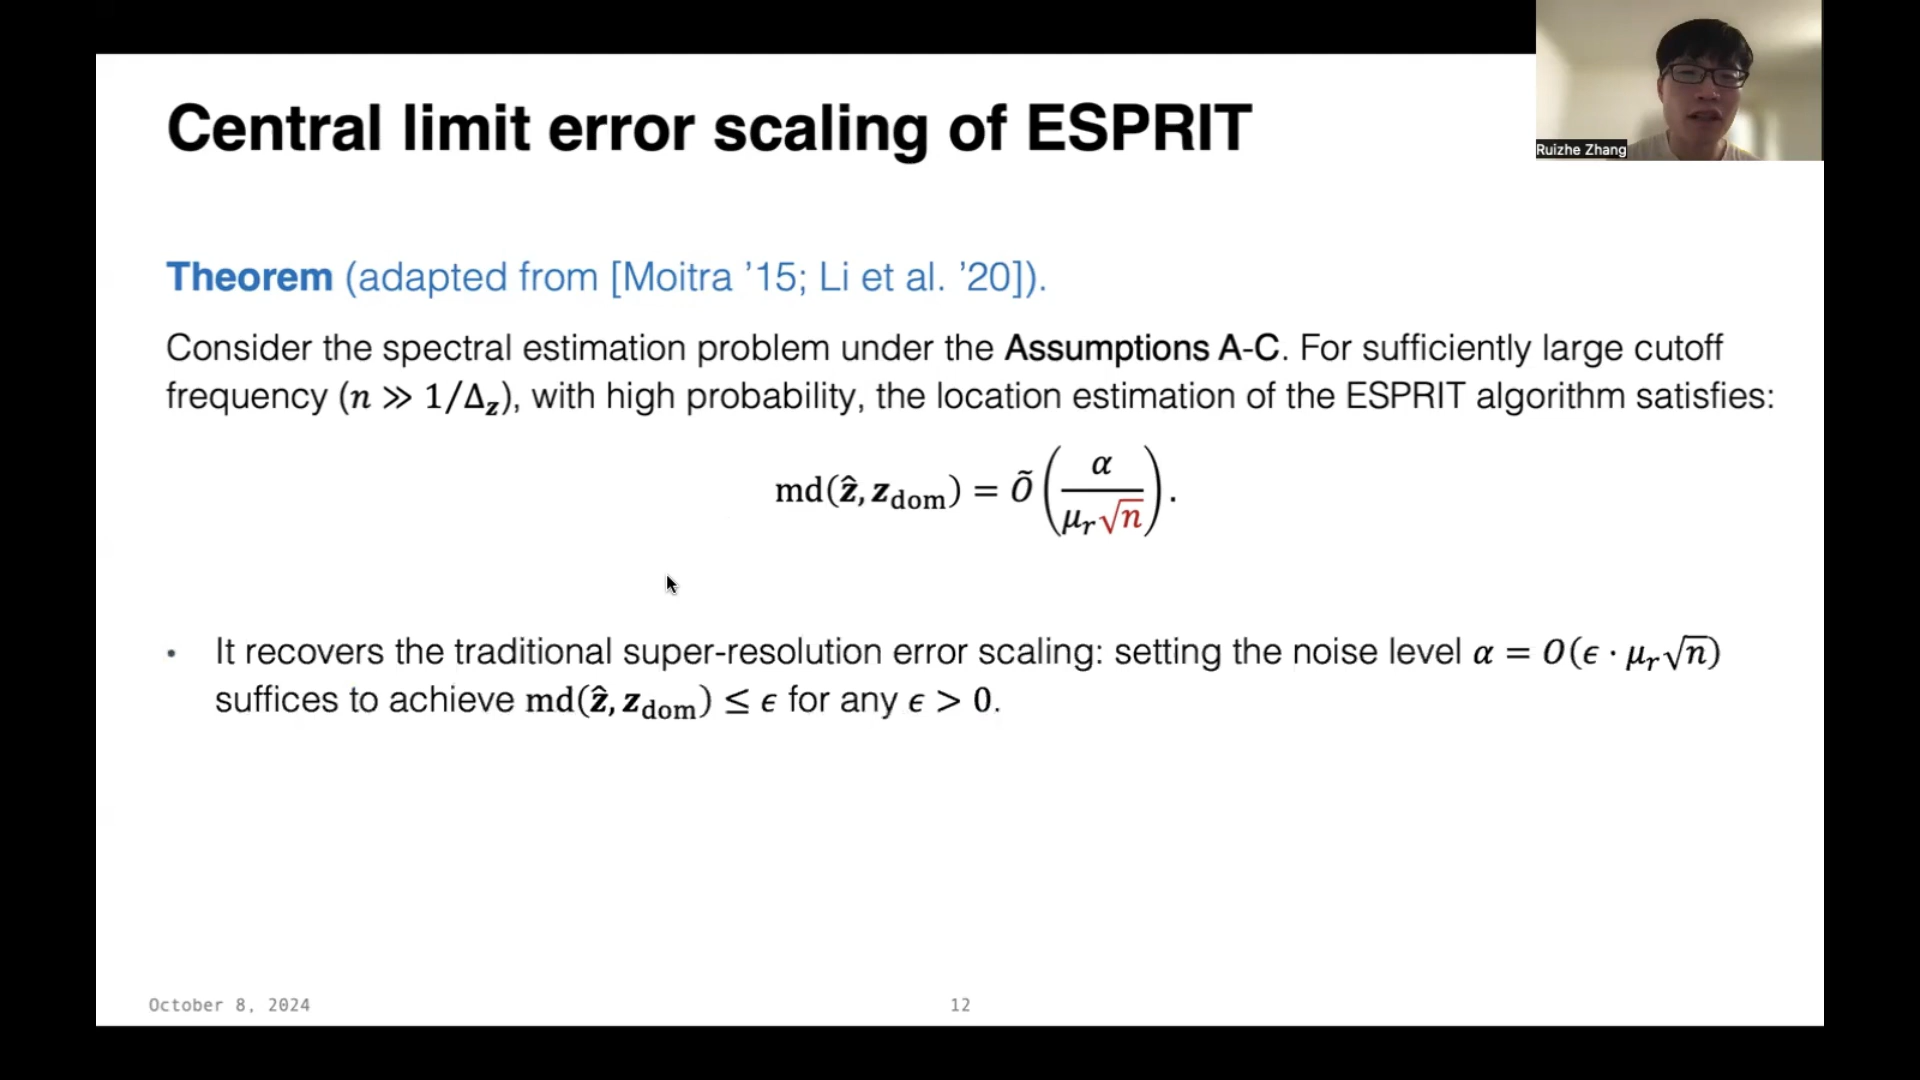 Central limit error scaling of ESPRIT
Ruizhe Zhang
Theorem (adapted from [Moitra ’15; Li et al. ’20]).
Consider the spectral estimation problem under the Assumptions A-C. For sufficiently large cutoff
frequency (n ≫ 1/Δ_z), with high probability, the location estimation of the ESPRIT algorithm satisfies:
md(ẑ, z_dom) = Õ(α / (μ_r√n)).
• It recovers the traditional super-resolution error scaling: setting the noise level α = O(ϵ · μ_r√n)
suffices to achieve md(ẑ, z_dom) ≤ ϵ for any ϵ > 0.
October 8, 2024
12